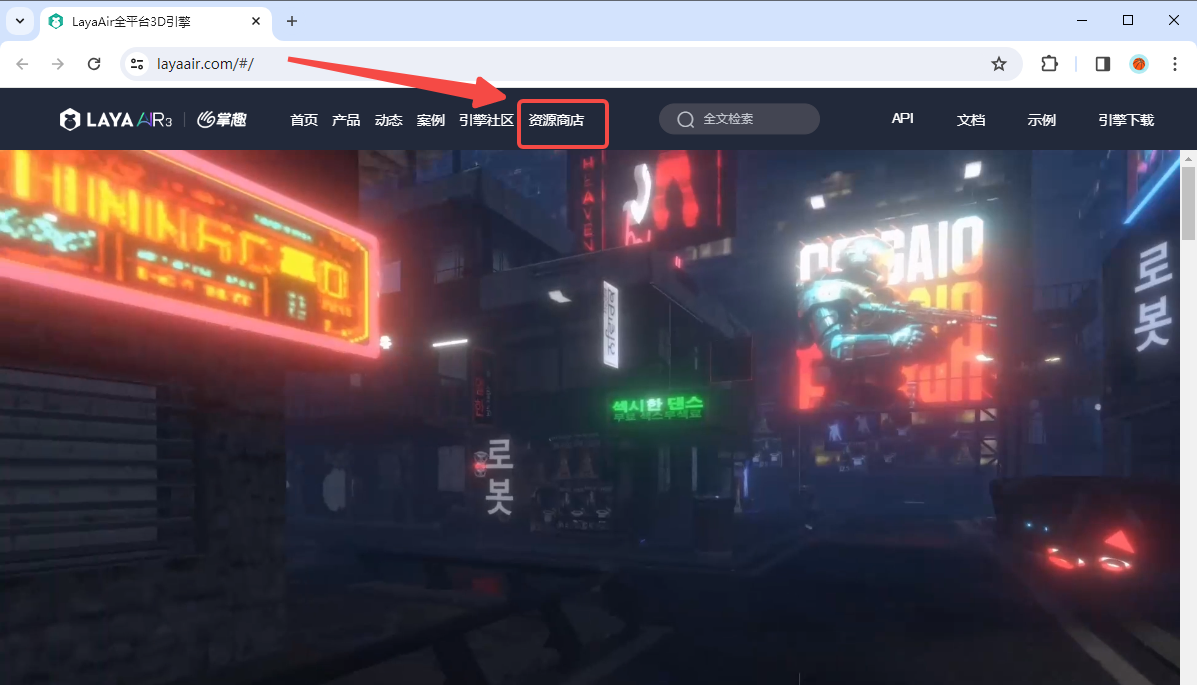 LayaAir全平台3D引擎
layaair.com/#/
LAYA AIR3 掌趣 首页 产品 动态 案例 引擎社区 资源商店 全文检索 API 文档 示例 引擎下载
HEAVEN
로봇
섹시한 댄스
로봇